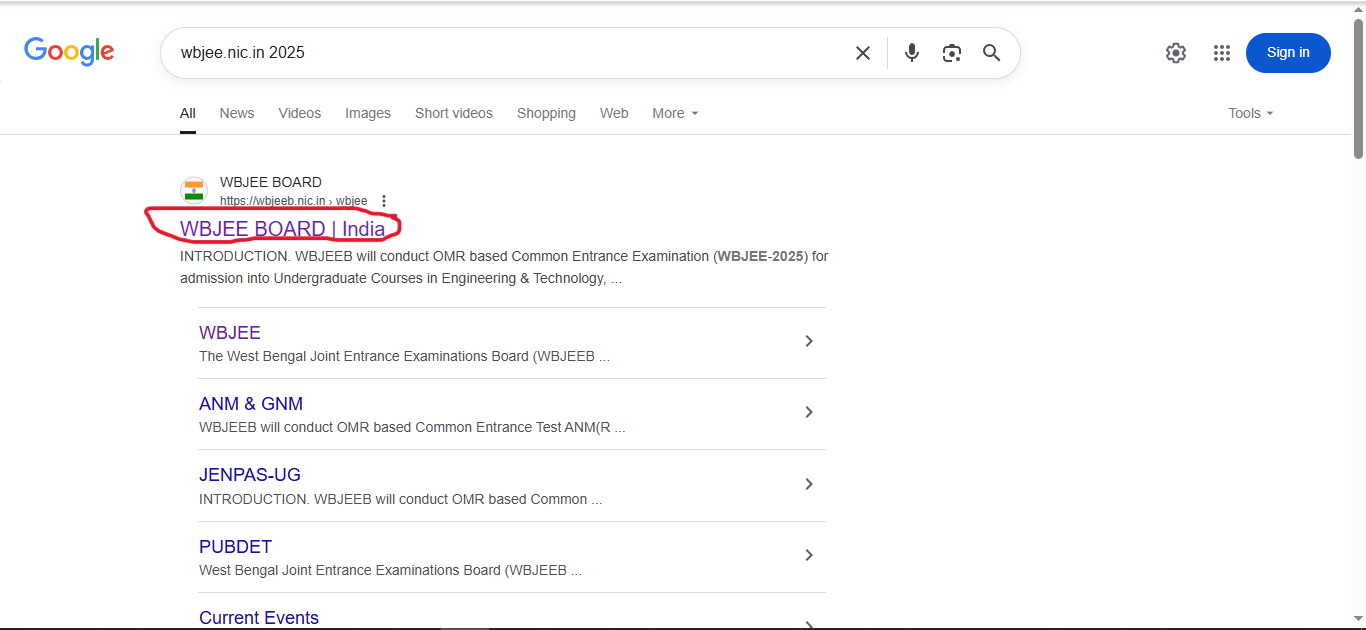 Google
wbjee.nic.in 2025
Sign in
All News Videos Images Short videos Shopping Web More
Tools
WBJEE BOARD
https://wbjeeb.nic.in › wbjee
WBJEE BOARD | India
INTRODUCTION. WBJEEB will conduct OMR based Common Entrance Examination (WBJEE-2025) for
admission into Undergraduate Courses in Engineering & Technology, ...
WBJEE
The West Bengal Joint Entrance Examinations Board (WBJEEB ...
ANM & GNM
WBJEEB will conduct OMR based Common Entrance Test ANM(R ...
JENPAS-UG
INTRODUCTION. WBJEEB will conduct OMR based Common ...
PUBDET
West Bengal Joint Entrance Examinations Board (WBJEEB ...
Current Events